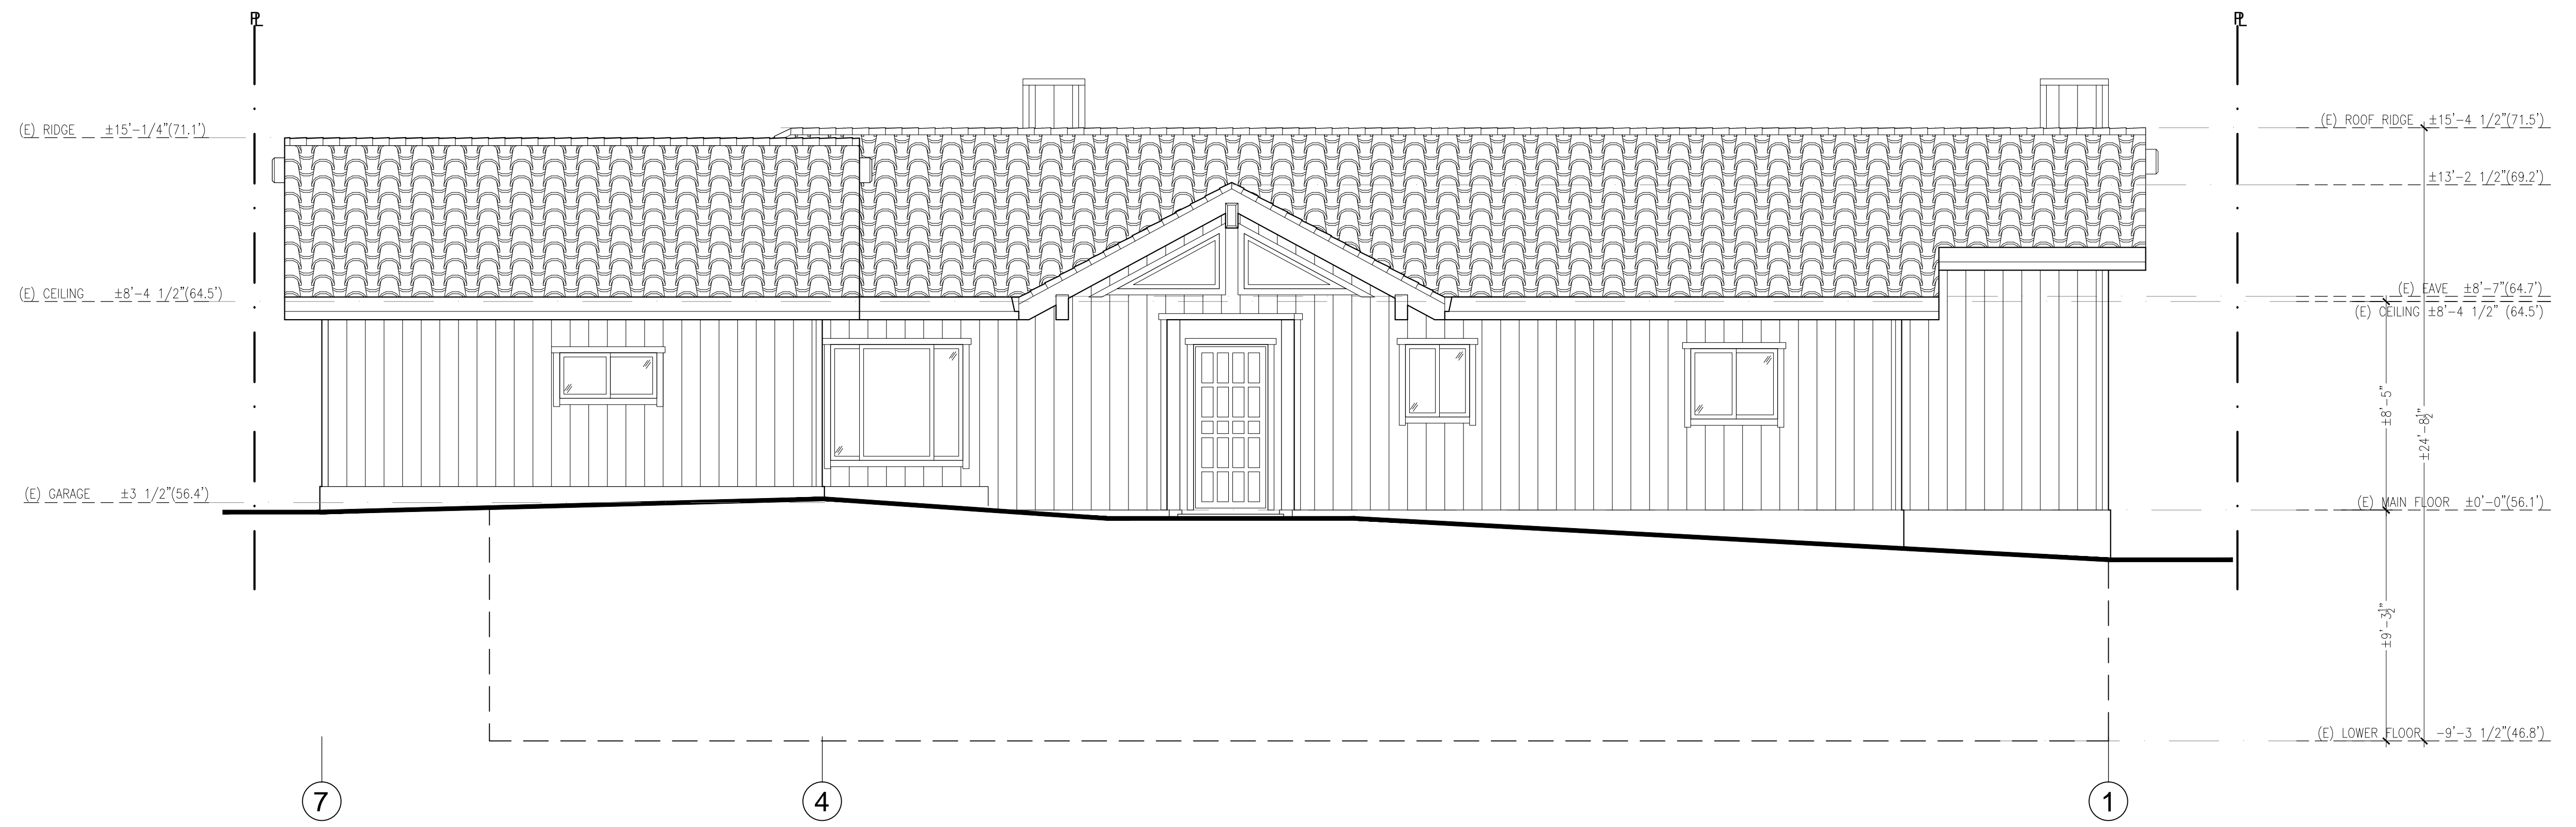 PL
PL
(E) RIDGE ±15'-1/4"(71.1')
(E) ROOF RIDGE ±15'-4 1/2"(71.5')
±13'-2 1/2"(69.2')
(E) CEILING ±8'-4 1/2"(64.5')
(E) EAVE ±8'-7"(64.7')
(E) CEILING ±8'-4 1/2" (64.5')
±8'-5"
±24'-8 1/2"
(E) GARAGE ±3 1/2"(56.4')
(E) MAIN FLOOR ±0'-0"(56.1')
±9'-3 1/2"
(E) LOWER FLOOR -9'-3 1/2"(46.8')
7
4
1